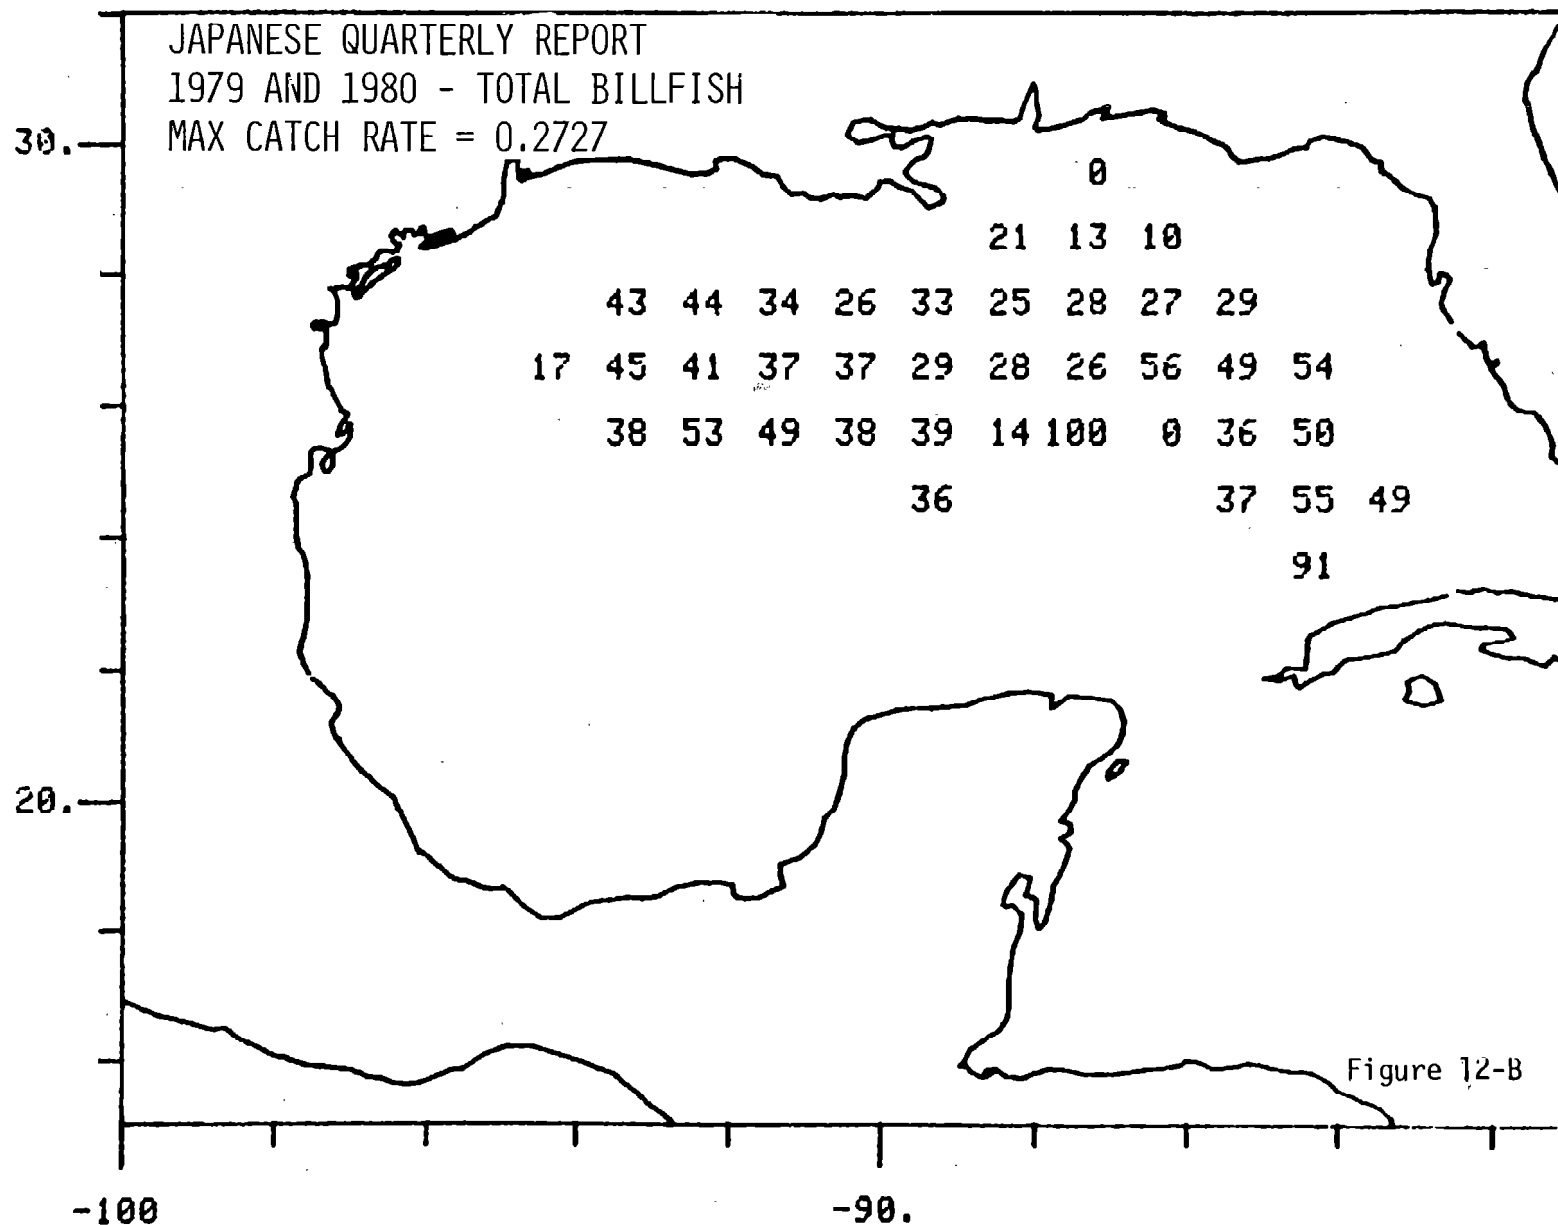 JAPANESE QUARTERLY REPORT
1979 AND 1980 - TOTAL BILLFISH
MAX CATCH RATE = 0.2727
30.
0
21 13 10
43 44 34 26 33 25 28 27 29
17 45 41 37 37 29 28 26 56 49 54
38 53 49 38 39 14 100 0 36 50
36 37 55 49
91
20.
Figure 12-B
-100 -90.